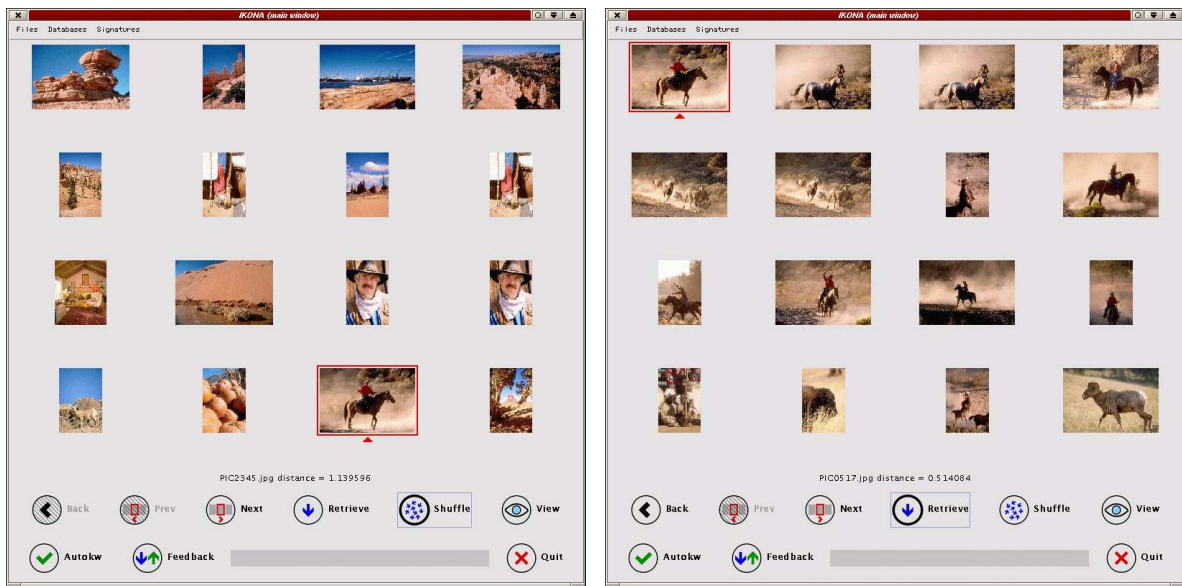 IKONA (main window)
Files Databases Signatures
PIC2345.jpg distance = 1.139596
Back Prev Next Retrieve Shuffle View
Autokw Feedback Quit
IKONA (main window)
Files Databases Signatures
PIC0517.jpg distance = 0.514084
Back Prev Next Retrieve Shuffle View
Autokw Feedback Quit